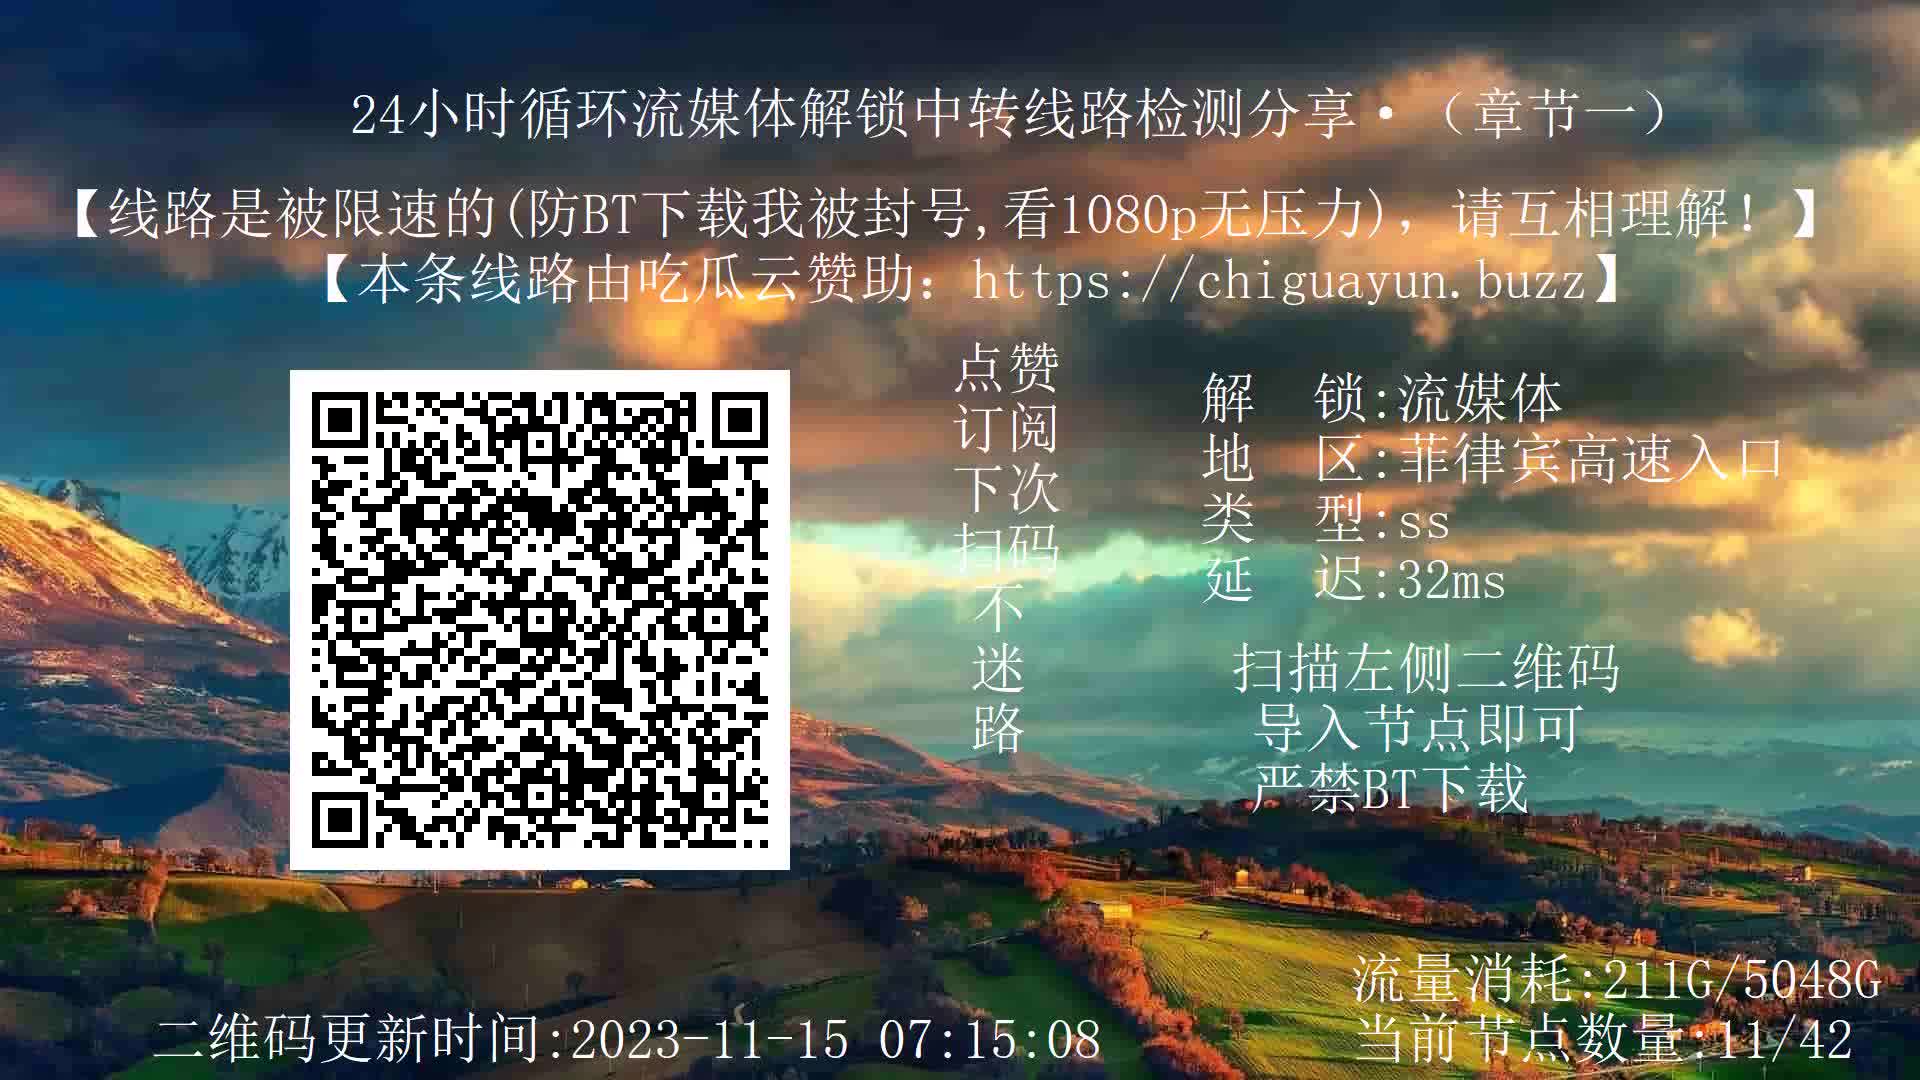 24小时循环流媒体解锁中转线路检测分享·（章节一）
【线路是被限速的(防BT下载我被封号,看1080p无压力)，请互相理解！】
【本条线路由吃瓜云赞助：https://chiguayun.buzz】
点赞
订阅
下次
扫码
不
迷
路
解 锁:流媒体
地 区:菲律宾高速入口
类 型:ss
延 迟:32ms
扫描左侧二维码
导入节点即可
严禁BT下载
流量消耗:211G/5048G
二维码更新时间:2023-11-15 07:15:08
当前节点数量:11/42